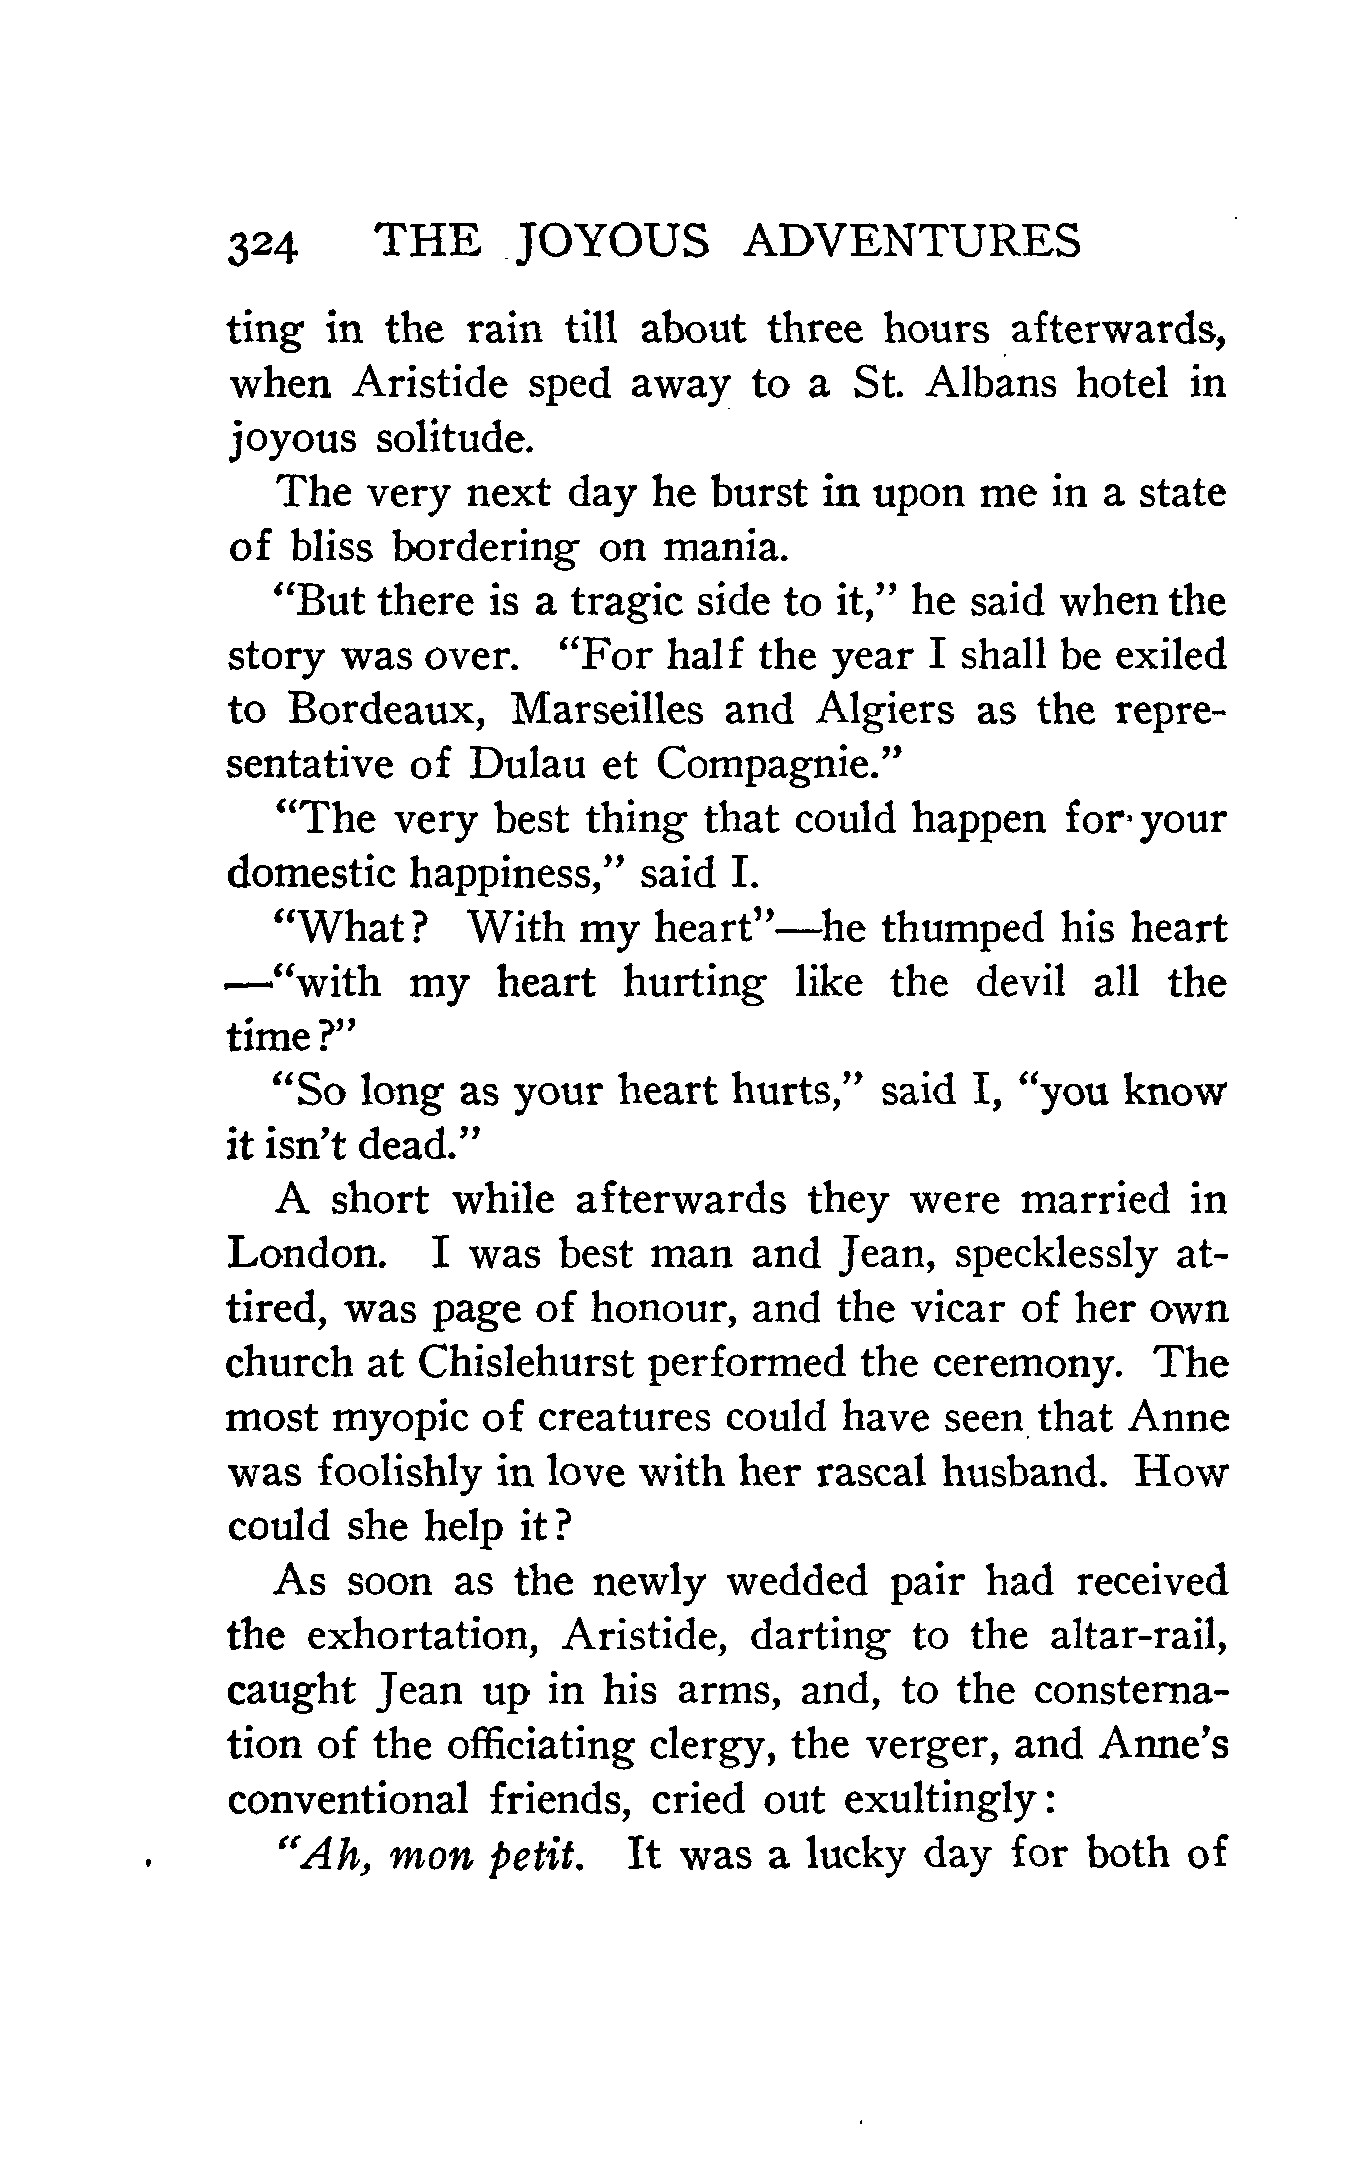 324 THE JOYOUS ADVENTURES
ting in the rain till about three hours afterwards,
when Aristide sped away to a St. Albans hotel in
joyous solitude.
The very next day he burst in upon me in a state
of bliss bordering on mania.
"But there is a tragic side to it," he said when the
story was over. "For half the year I shall be exiled
to Bordeaux, Marseilles and Algiers as the repre-
sentative of Dulau et Compagnie."
"The very best thing that could happen for your
domestic happiness," said I.
"What? With my heart"—he thumped his heart
—"with my heart hurting like the devil all the
time?"
"So long as your heart hurts," said I, "you know
it isn't dead."
A short while afterwards they were married in
London. I was best man and Jean, specklessly at-
tired, was page of honour, and the vicar of her own
church at Chislehurst performed the ceremony. The
most myopic of creatures could have seen that Anne
was foolishly in love with her rascal husband. How
could she help it?
As soon as the newly wedded pair had received
the exhortation, Aristide, darting to the altar-rail,
caught Jean up in his arms, and, to the consterna-
tion of the officiating clergy, the verger, and Anne's
conventional friends, cried out exultingly:
"Ah, mon petit. It was a lucky day for both of